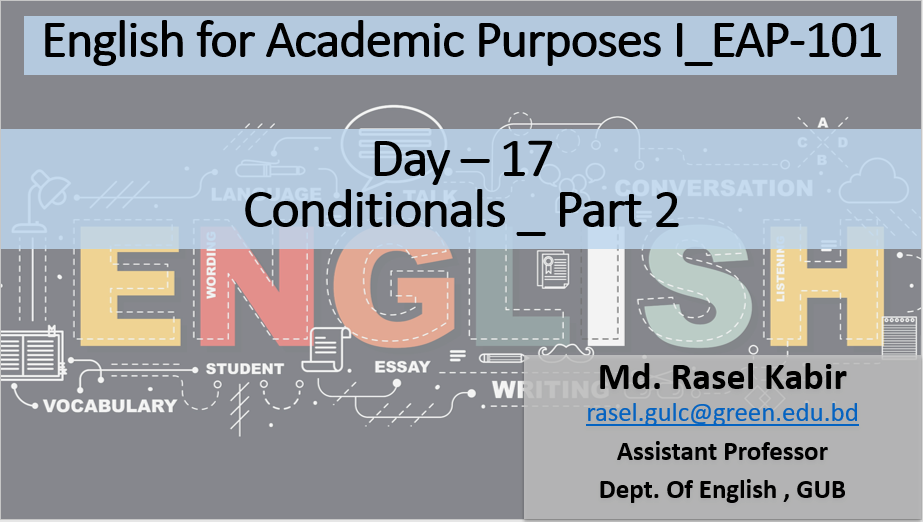 English for Academic Purposes I_EAP-101
Day – 17
Conditionals _ Part 2
LANGUAGE
TALK
CONVERSATION
A
C D
B
ENGLISH
WORDING
LISTENING
STUDENT
ESSAY
VOCABULARY
WRITING
Md. Rasel Kabir
rasel.gulc@green.edu.bd
Assistant Professor
Dept. Of English , GUB